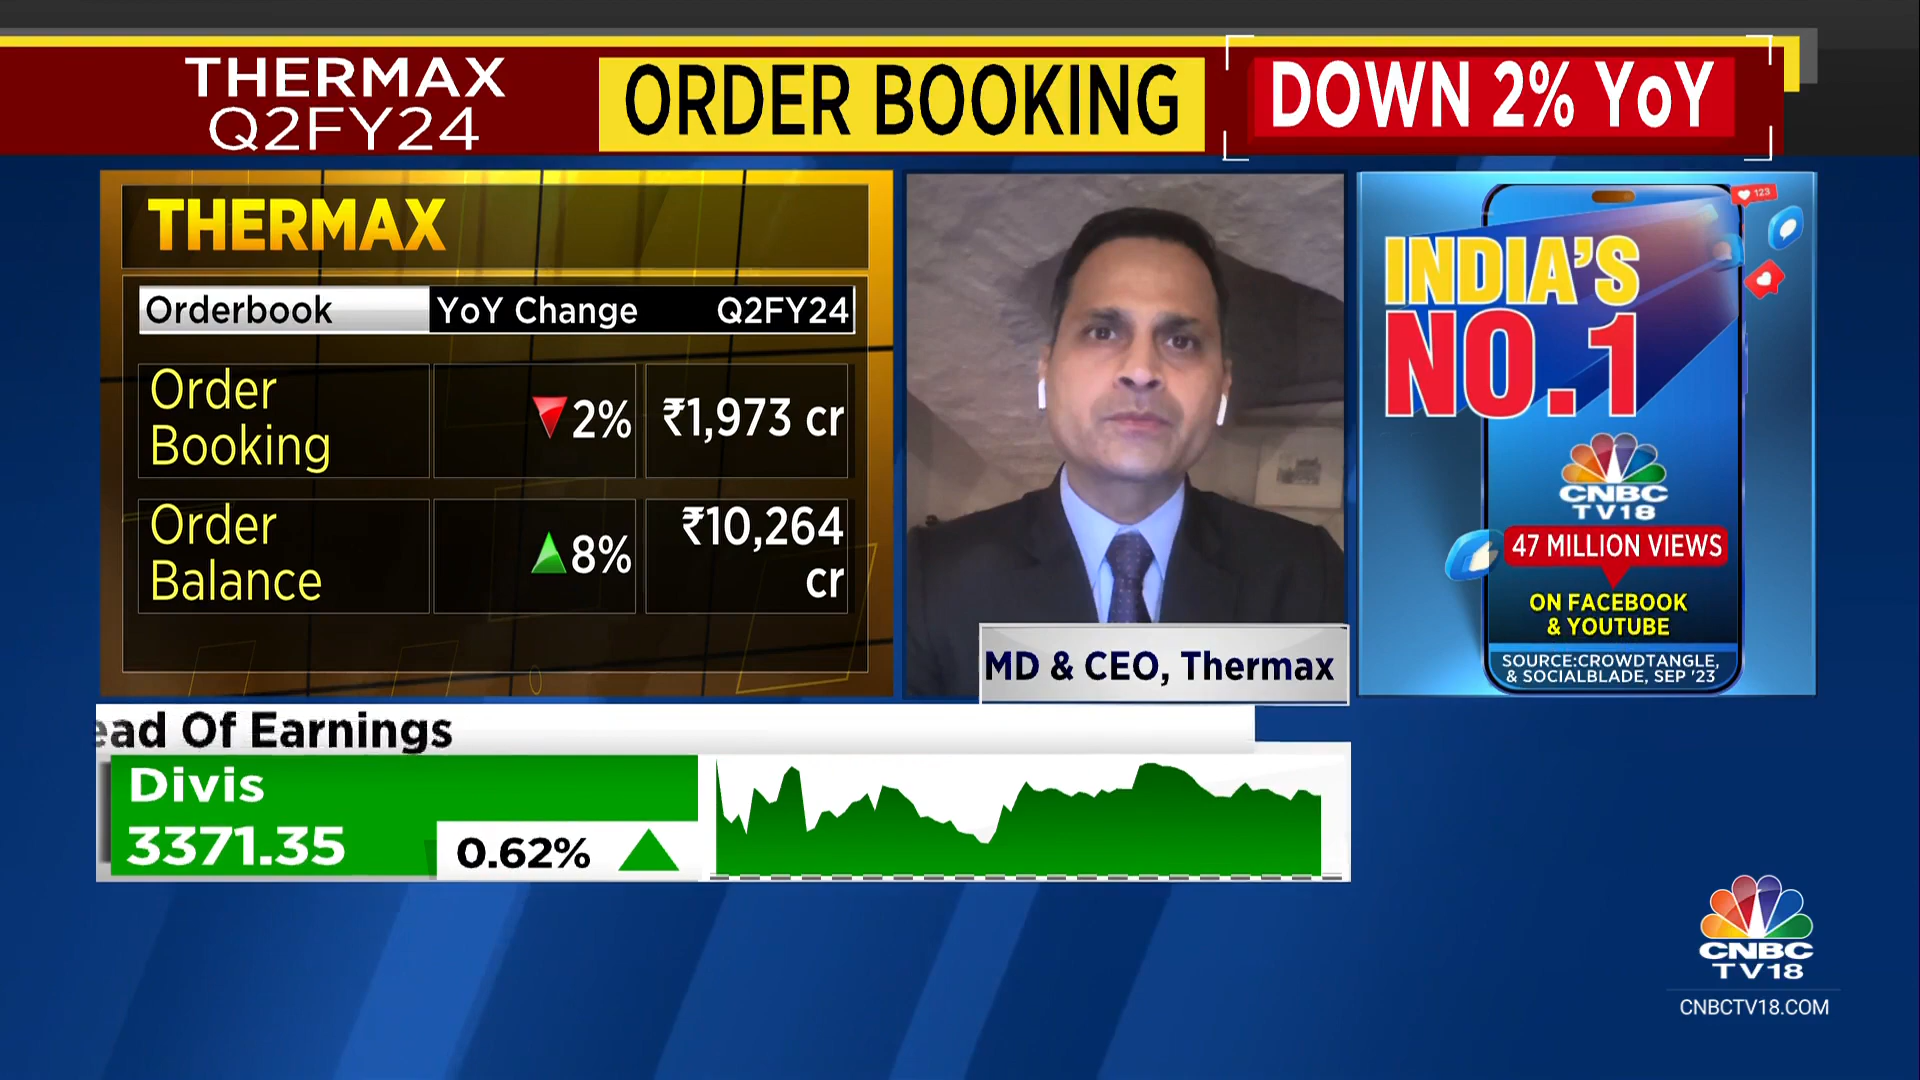 THERMAX
Q2FY24
ORDER BOOKING
DOWN 2% YoY
THERMAX
Orderbook YoY Change Q2FY24
Order
Booking
2% ₹1,973 cr
Order
Balance
8% ₹10,264
cr
MD & CEO, Thermax
123
INDIA'S
NO.1
CNBC
TV18
47 MILLION VIEWS
ON FACEBOOK
& YOUTUBE
SOURCE:CROWDTANGLE,
& SOCIALBLADE, SEP '23
ead Of Earnings
Divis
3371.35
0.62%
CNBC
TV18
CNBCTV18.COM